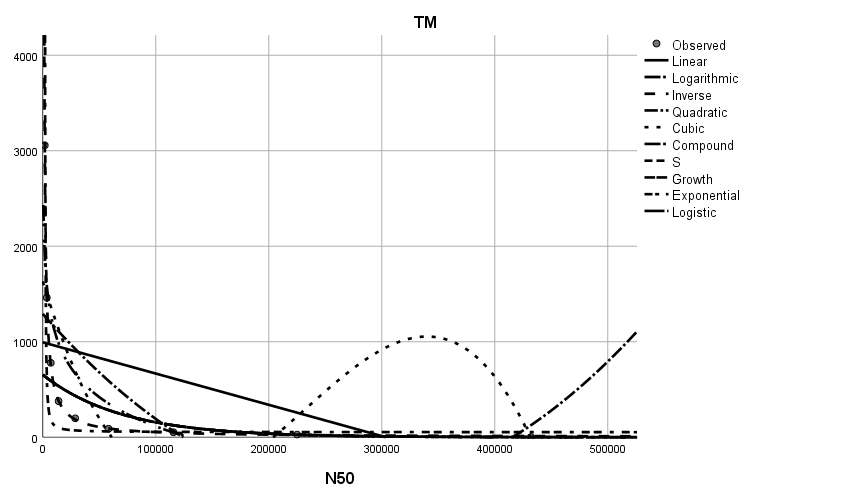 TM
4000
3000
2000
1000
0
0
100000
200000
300000
400000
500000
N50
Observed
Linear
Logarithmic
Inverse
Quadratic
Cubic
Compound
S
Growth
Exponential
Logistic